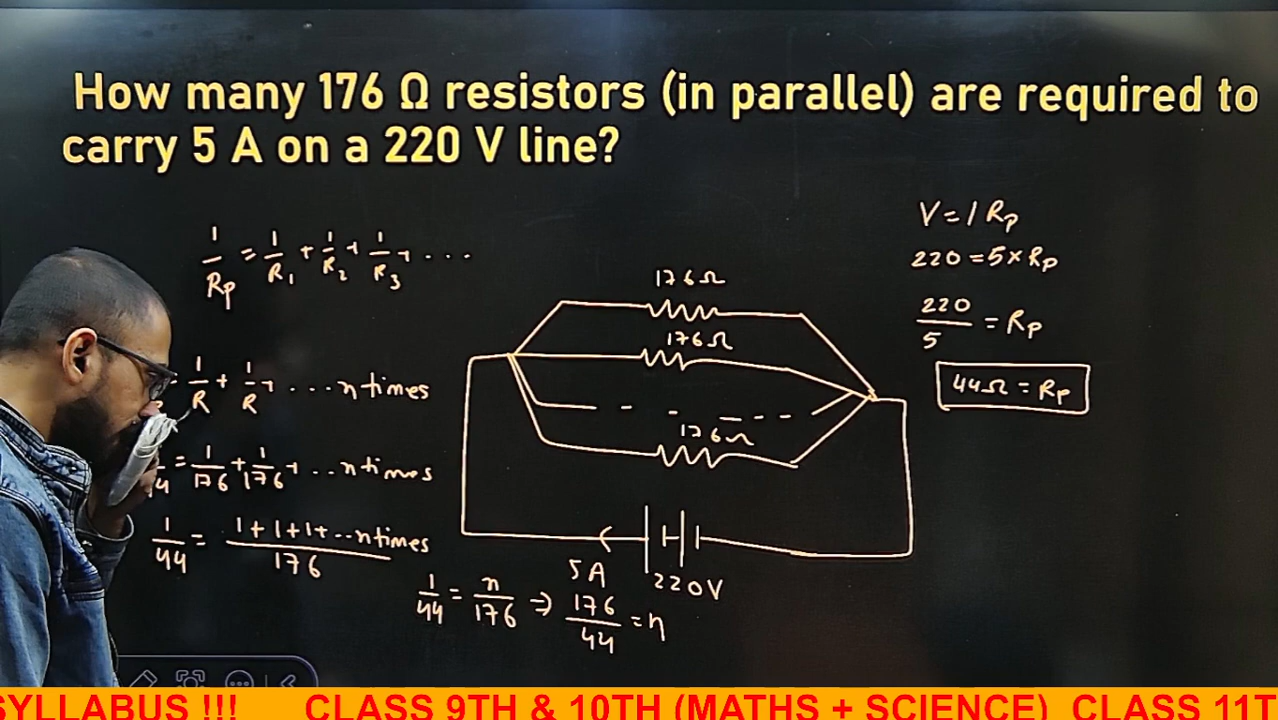 How many 176 Ω resistors (in parallel) are required to
carry 5 A on a 220 V line?
1/Rp = 1/R1 + 1/R2 + 1/R3 + ...
= 1/R + 1/R + ... n times
= 1/176 + 1/176 + ... n times
1/44 = 1+1+1+...n times / 176
1/44 = n/176 ⇒ 176/44 = n
176Ω
176Ω
176Ω
5A
220V
V = I Rp
220 = 5 × Rp
220/5 = Rp
44Ω = Rp
SYLLABUS !!! CLASS 9TH & 10TH (MATHS + SCIENCE) CLASS 11T